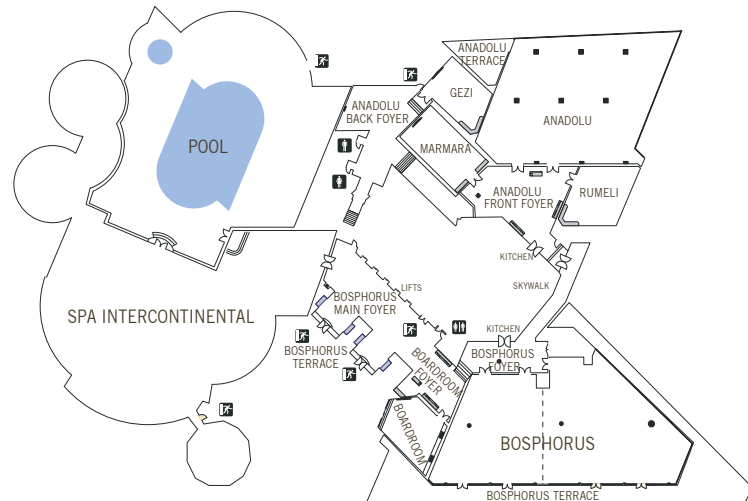 ANADOLU
TERRACE
GEZI
ANADOLU
BACK FOYER
ANADOLU
POOL
MARMARA
ANADOLU
FRONT FOYER
RUMELI
KITCHEN
SKYWALK
LIFTS
BOSPHORUS
MAIN FOYER
SPA INTERCONTINENTAL
KITCHEN
BOSPHORUS
TERRACE
BOSPHORUS
FOYER
BOARDROOM
FOYER
BOARDROOM
BOSPHORUS
BOSPHORUS TERRACE